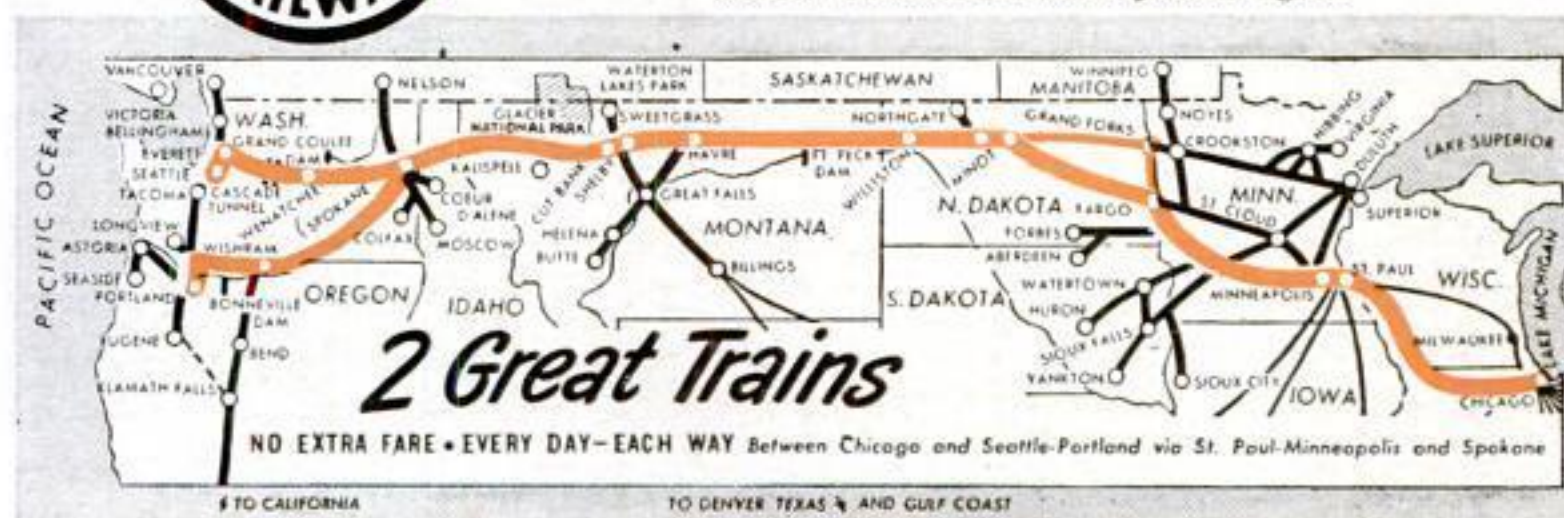 VANCOUVER
NELSON
WATERTON
LAKES PARK
SASKATCHEWAN
WINNIPEG
MANITOBA
VICTORIA
BELLINGHAM
WASH.
GLACIER
NATIONAL PARK
SWEETGRASS
NORTHGATE
GRAND FORKS
NOYES
HIBBING
VIRGINIA
DULUTH
LAKE SUPERIOR
EVERETT
GRAND COULEE
DAM
KALISPELL
HAVRE
FT. PECK
DAM
CROOKSTON
SEATTLE
TACOMA
CASCADE
TUNNEL
WENATCHEE
SPOKANE
COEUR
D'ALENE
CUT BANK
SHELBY
GREAT FALLS
WILLISTON
MINOT
MINN.
SUPERIOR
PACIFIC OCEAN
LONGVIEW
ASTORIA
WISHRAM
COLFAX
MOSCOW
HELENA
MONTANA
N. DAKOTA
FARGO
ST. CLOUD
FORBES
ABERDEEN
SEASIDE
PORTLAND
BONNEVILLE
DAM
OREGON
IDAHO
BUTTE
BILLINGS
S. DAKOTA
WATERTOWN
MINNEAPOLIS
ST. PAUL
WISC.
LAKE MICHIGAN
HURON
EUGENE
BEND
SIOUX FALLS
MILWAUKEE
KLAMATH FALLS
YANKTON
SIOUX CITY
IOWA
CHICAGO
2 Great Trains
NO EXTRA FARE • EVERY DAY—EACH WAY Between Chicago and Seattle-Portland via St. Paul-Minneapolis and Spokane
TO CALIFORNIA
TO DENVER TEXAS AND GULF COAST